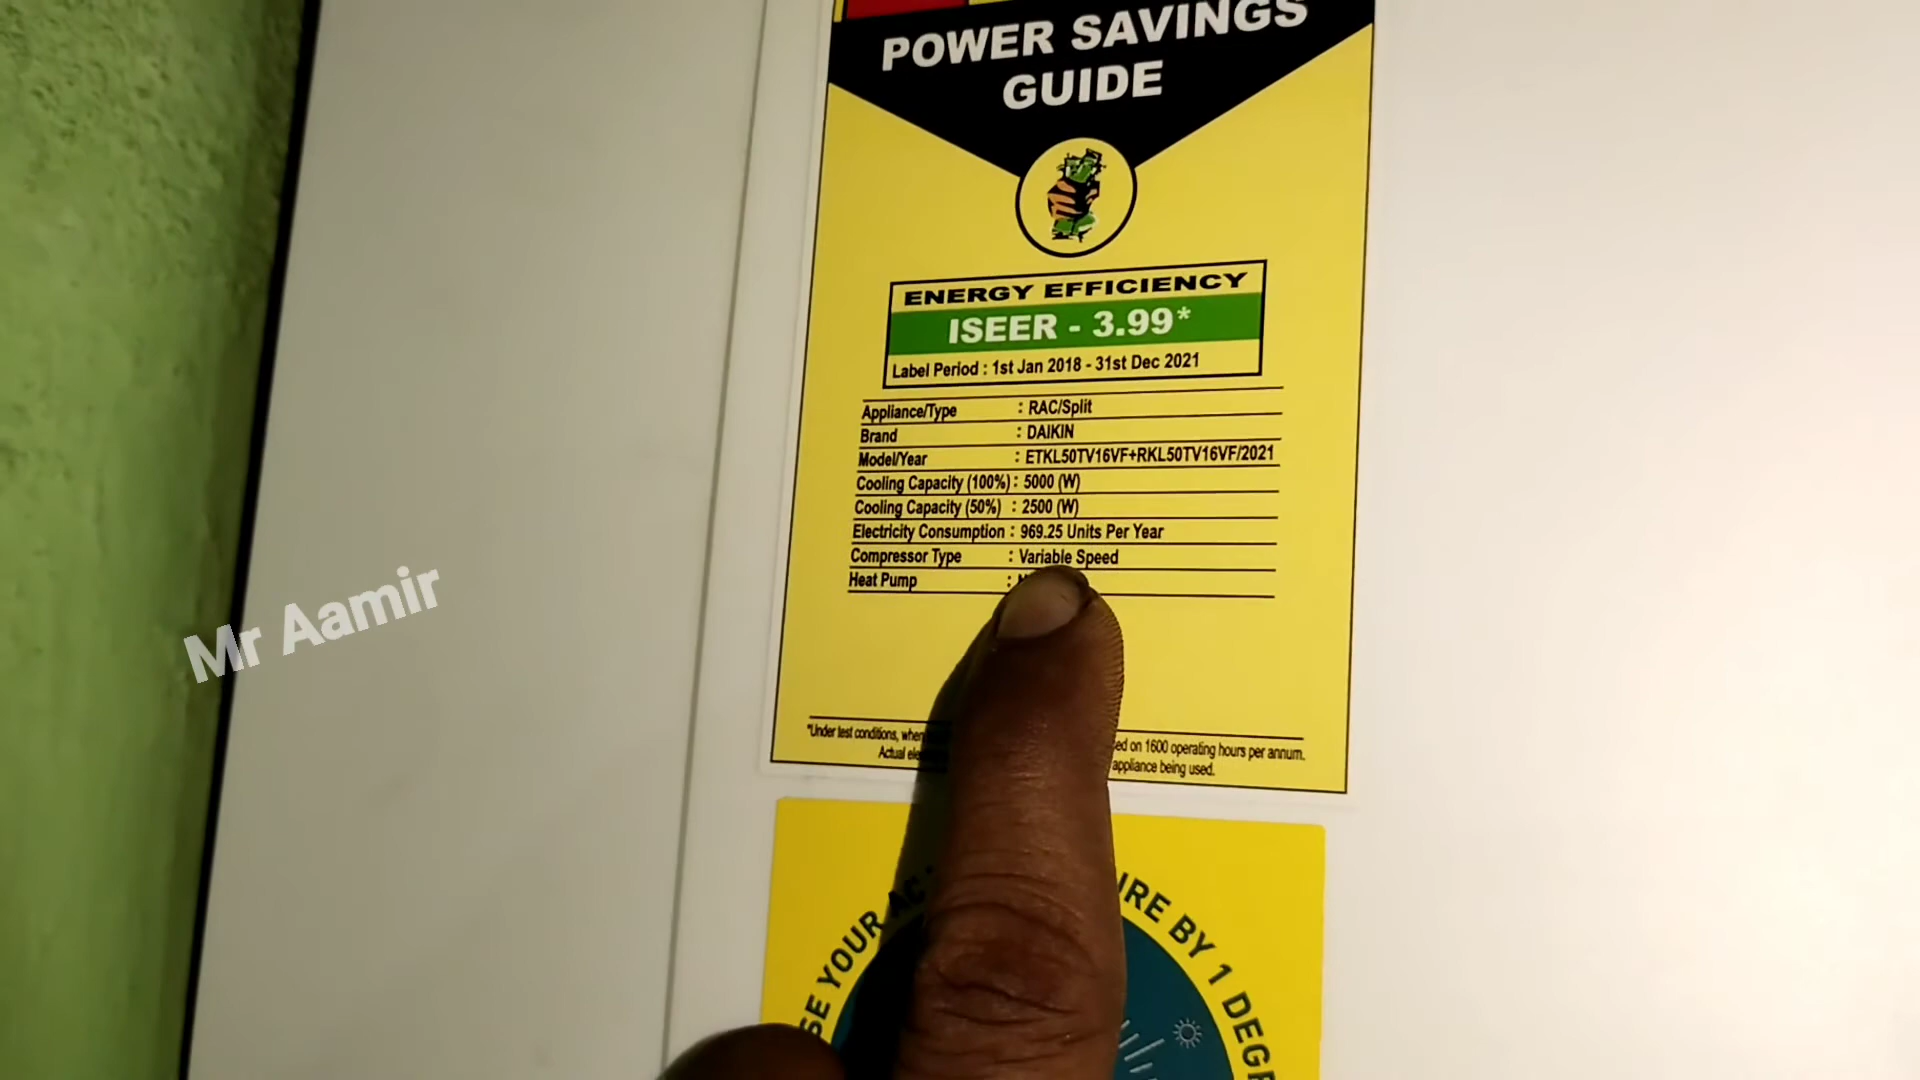 POWER SAVINGS
GUIDE
ENERGY EFFICIENCY
ISEER - 3.99*
Label Period : 1st Jan 2018 - 31st Dec 2021
Appliance/Type : RAC/Split
Brand : DAIKIN
Model/Year : ETKL50TV16VF+RKL50TV16VF/2021
Cooling Capacity (100%) : 5000 (W)
Cooling Capacity (50%) : 2500 (W)
Electricity Consumption : 969.25 Units Per Year
Compressor Type : Variable Speed
Heat Pump :
Mr Aamir
*Under test conditions, when on 1600 operating hours per annum.
Actual appliance being used.
YOUR AC BY 1